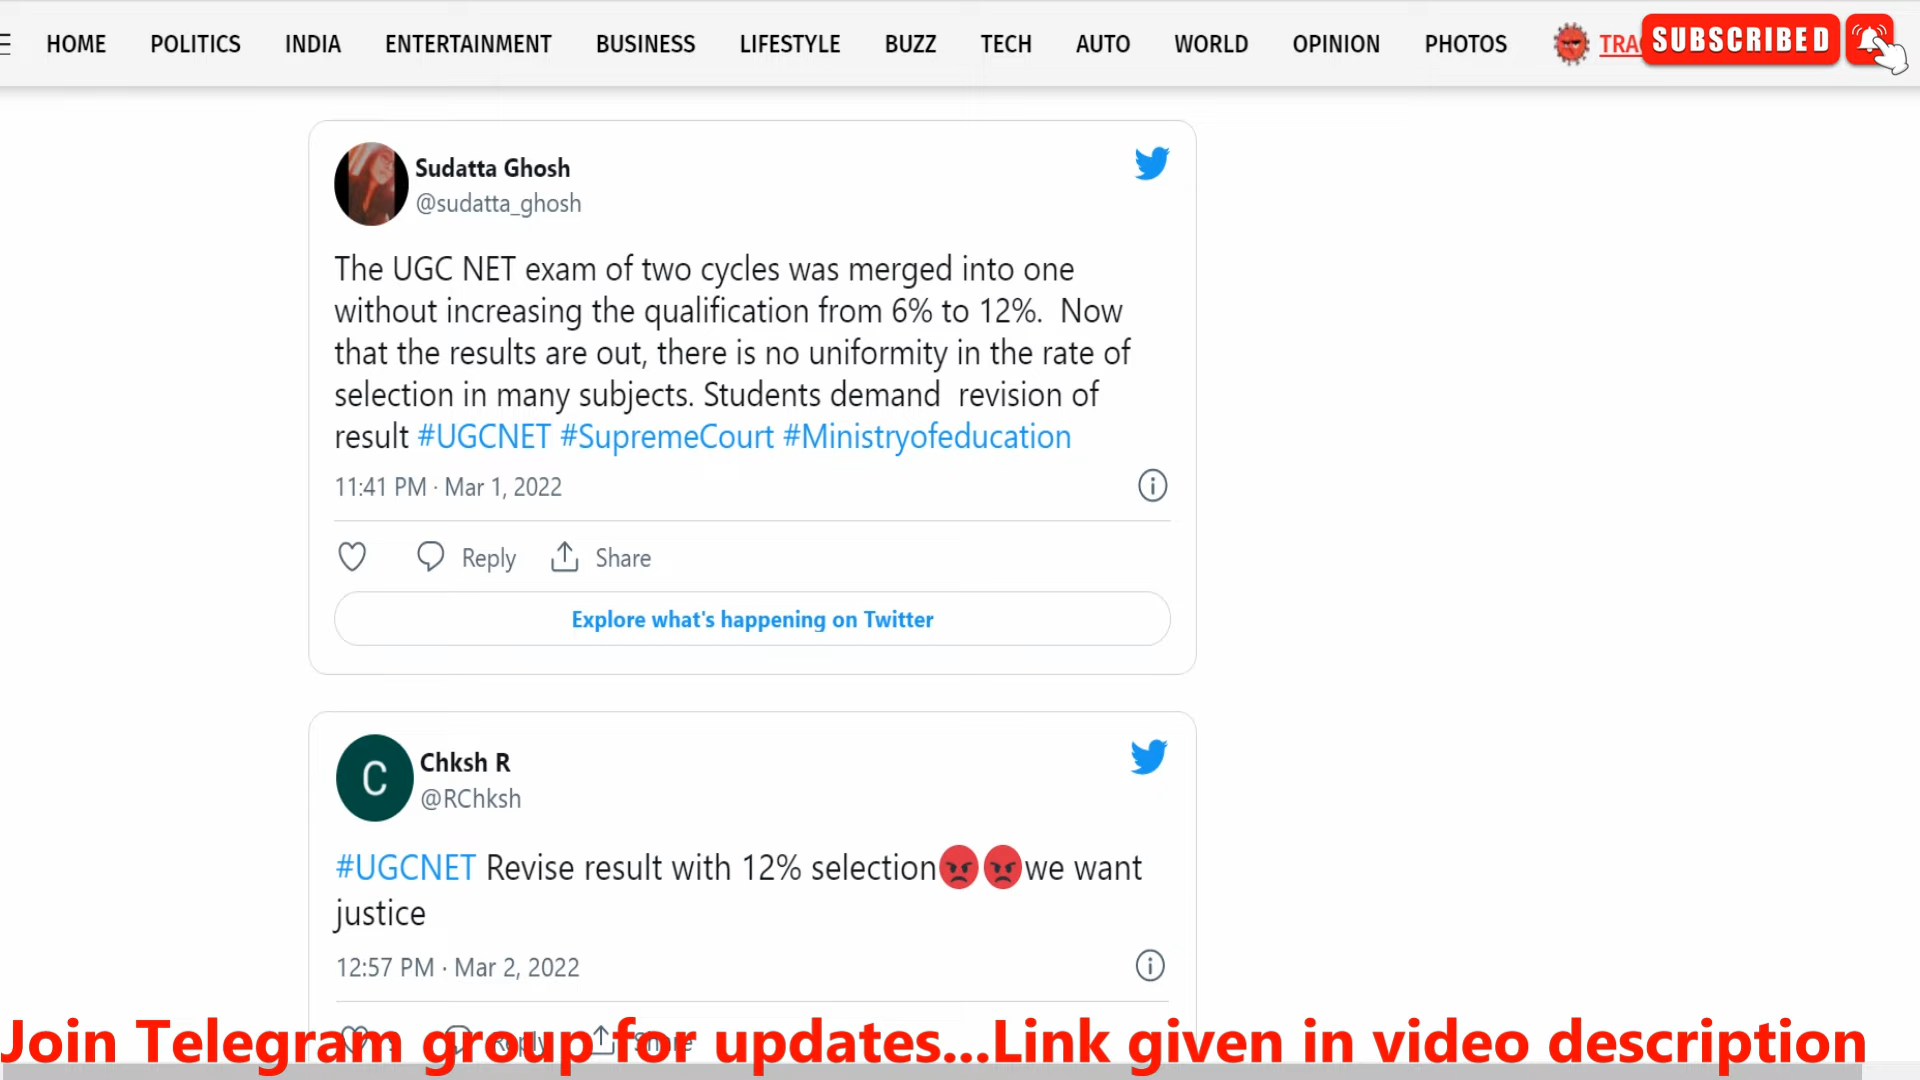 HOME POLITICS INDIA ENTERTAINMENT BUSINESS LIFESTYLE BUZZ TECH AUTO WORLD OPINION PHOTOS TRA SUBSCRIBED
Sudatta Ghosh
@sudatta_ghosh
The UGC NET exam of two cycles was merged into one
without increasing the qualification from 6% to 12%. Now
that the results are out, there is no uniformity in the rate of
selection in many subjects. Students demand revision of
result #UGCNET #SupremeCourt #Ministryofeducation
11:41 PM · Mar 1, 2022
Reply Share
Explore what's happening on Twitter
C
Chksh R
@RChksh
#UGCNET Revise result with 12% selection😡😡we want
justice
12:57 PM · Mar 2, 2022
Reply Share
Join Telegram group for updates...Link given in video description